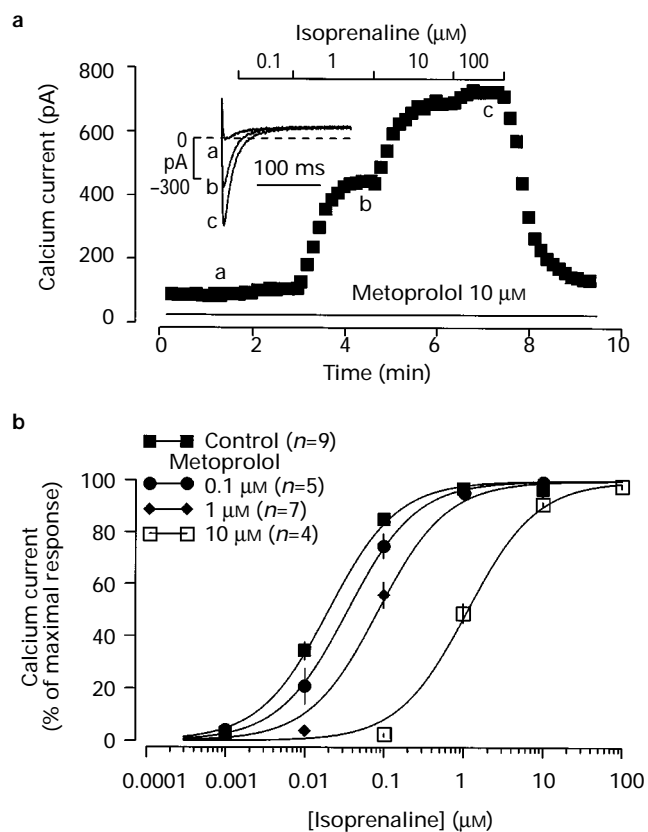 a
Isoprenaline (μM)
0.1 1 10 100
800
600
400
200
0
Calcium current (pA)
0
pA
–300
a
b
c
100 ms
a
b
c
Metoprolol 10 μM
0 2 4 6 8 10
Time (min)
b
Control (n=9)
Metoprolol
0.1 μM (n=5)
1 μM (n=7)
10 μM (n=4)
100
80
60
40
20
0
Calcium current
(% of maximal response)
0.0001 0.001 0.01 0.1 1 10 100
[Isoprenaline] (μM)